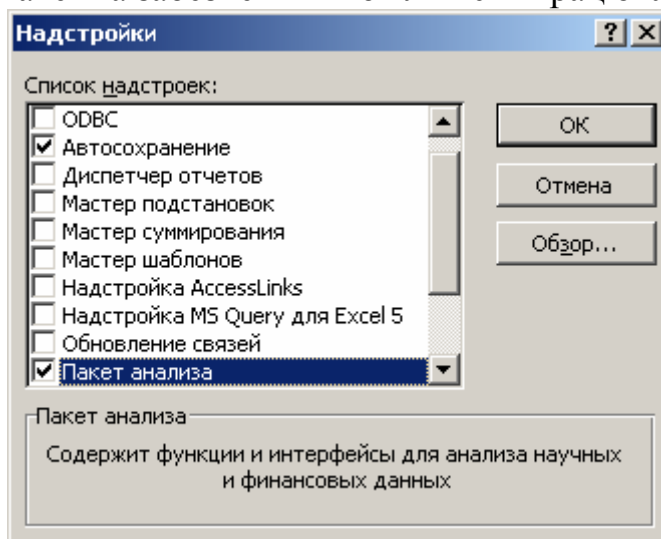 Надстройки
Список надстроек:
ODBC
Автосохранение
Диспетчер отчетов
Мастер подстановок
Мастер суммирования
Мастер шаблонов
Надстройка AccessLinks
Надстройка MS Query для Excel 5
Обновление связей
Пакет анализа
ОК
Отмена
Обзор...
Пакет анализа
Содержит функции и интерфейсы для анализа научных
и финансовых данных